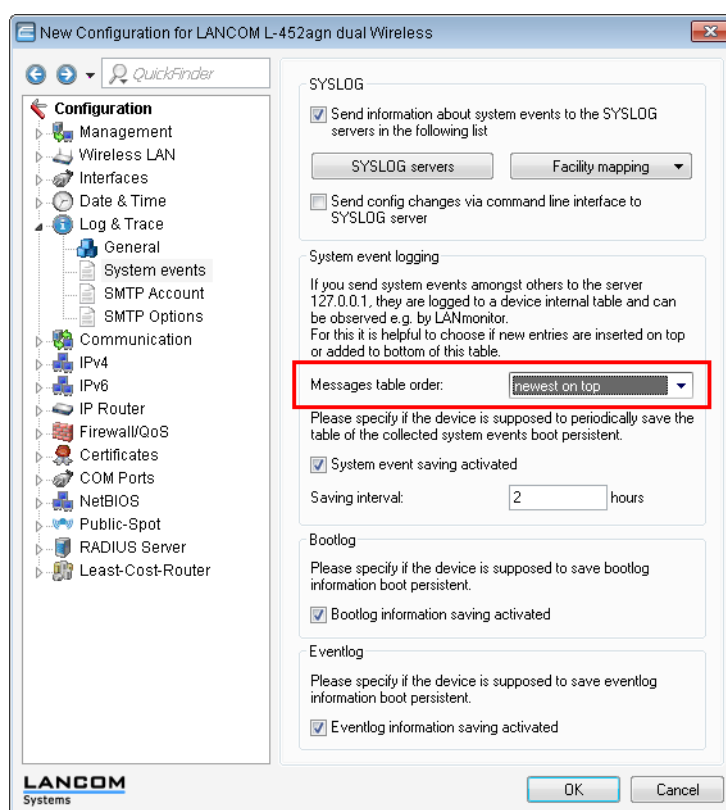 New Configuration for LANCOM L-452agn dual Wireless
QuickFinder
Configuration
Management
Wireless LAN
Interfaces
Date & Time
Log & Trace
General
System events
SMTP Account
SMTP Options
Communication
IPv4
IPv6
IP Router
Firewall/QoS
Certificates
COM Ports
NetBIOS
Public-Spot
RADIUS Server
Least-Cost-Router
SYSLOG
Send information about system events to the SYSLOG
servers in the following list
SYSLOG servers
Facility mapping
Send config changes via command line interface to
SYSLOG server
System event logging
If you send system events amongst others to the server
127.0.0.1, they are logged to a device internal table and can
be observed e.g. by LANmonitor.
For this it is helpful to choose if new entries are inserted on top
or added to bottom of this table.
Messages table order: newest on top
Please specify if the device is supposed to periodically save the
table of the collected system events boot persistent.
System event saving activated
Saving interval: 2 hours
Bootlog
Please specify if the device is supposed to save bootlog
information boot persistent.
Bootlog information saving activated
Eventlog
Please specify if the device is supposed to save eventlog
information boot persistent.
Eventlog information saving activated
LANCOM
Systems
OK
Cancel